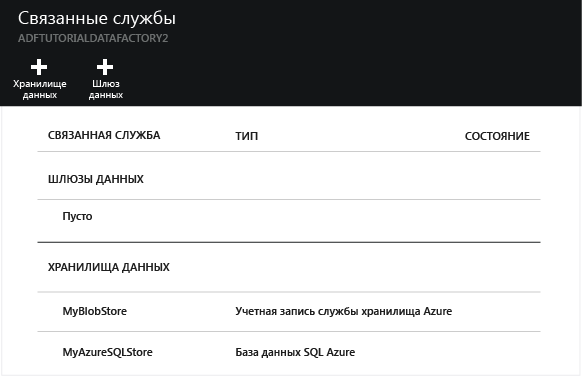 Связанные службы
ADFTUTORIALDATAFACTORY2
Хранилище
данных
Шлюз
данных
СВЯЗАННАЯ СЛУЖБА ТИП СОСТОЯНИЕ
ШЛЮЗЫ ДАННЫХ
Пусто
ХРАНИЛИЩА ДАННЫХ
MyBlobStore Учетная запись службы хранилища Azure
MyAzureSQLStore База данных SQL Azure